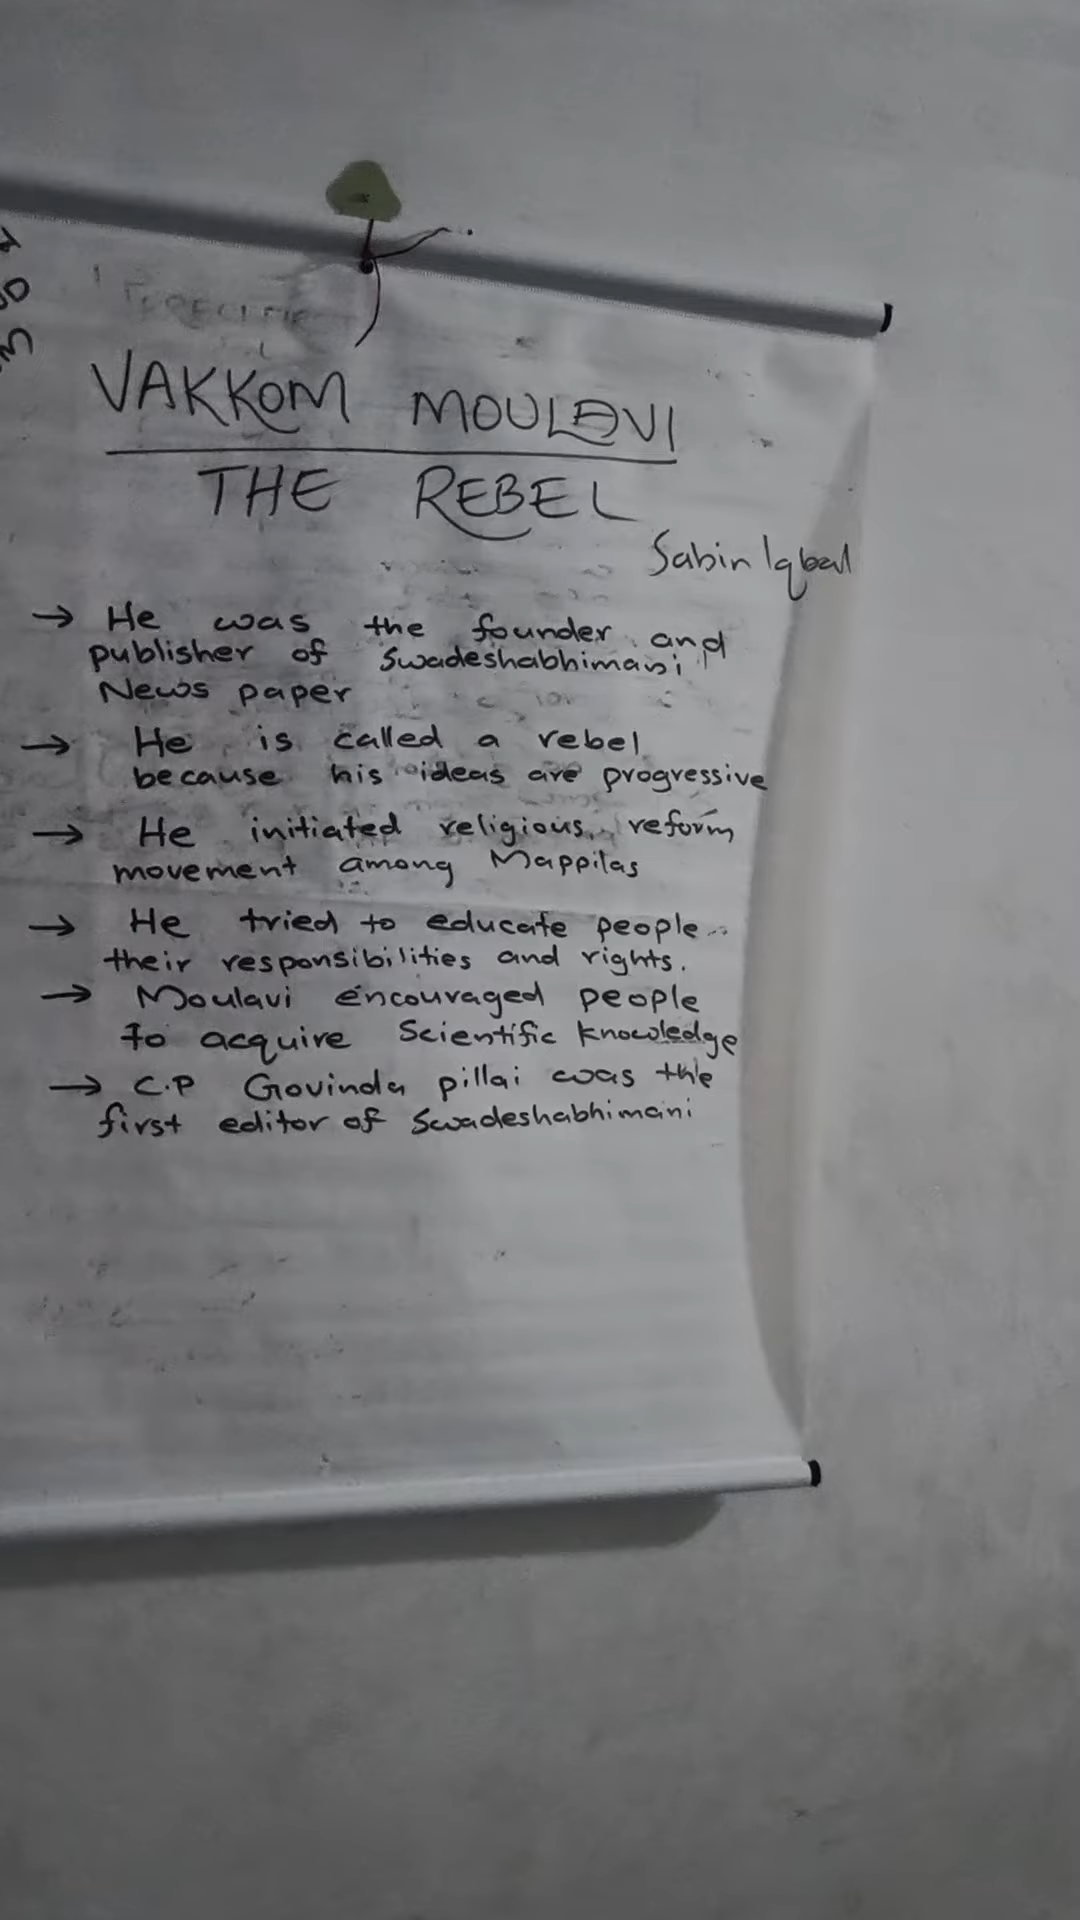 VAKKOM MOULAVI
THE REBEL
Sabin Iqbal
→ He was the founder and
publisher of Swadeshabhimani
News paper
→ He is called a rebel
because his ideas are progressive
→ He initiated religious reform
movement among Mappilas
→ He tried to educate people
their responsibilities and rights.
→ Moulavi encouraged people
to acquire Scientific knowledge
→ C.P Govinda pillai was the
first editor of Swadeshabhimani